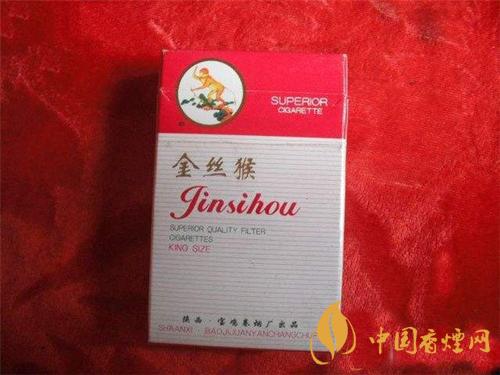 SUPERIOR
CIGARETTE
金丝猴
Jinsihou
SUPERIOR QUALITY FILTER
CIGARETTES
KING SIZE
陕西·宝鸡卷烟厂出品
SHAANXI·BAOJIJUANYANCHANGCHU
中国香烟网